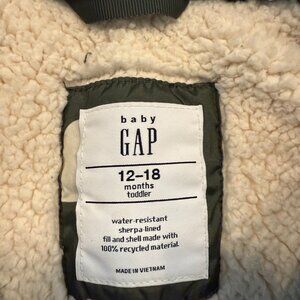 baby
GAP
12–18
months
toddler
water-resistant
sherpa-lined
fill and shell made with
100% recycled material
MADE IN VIETNAM